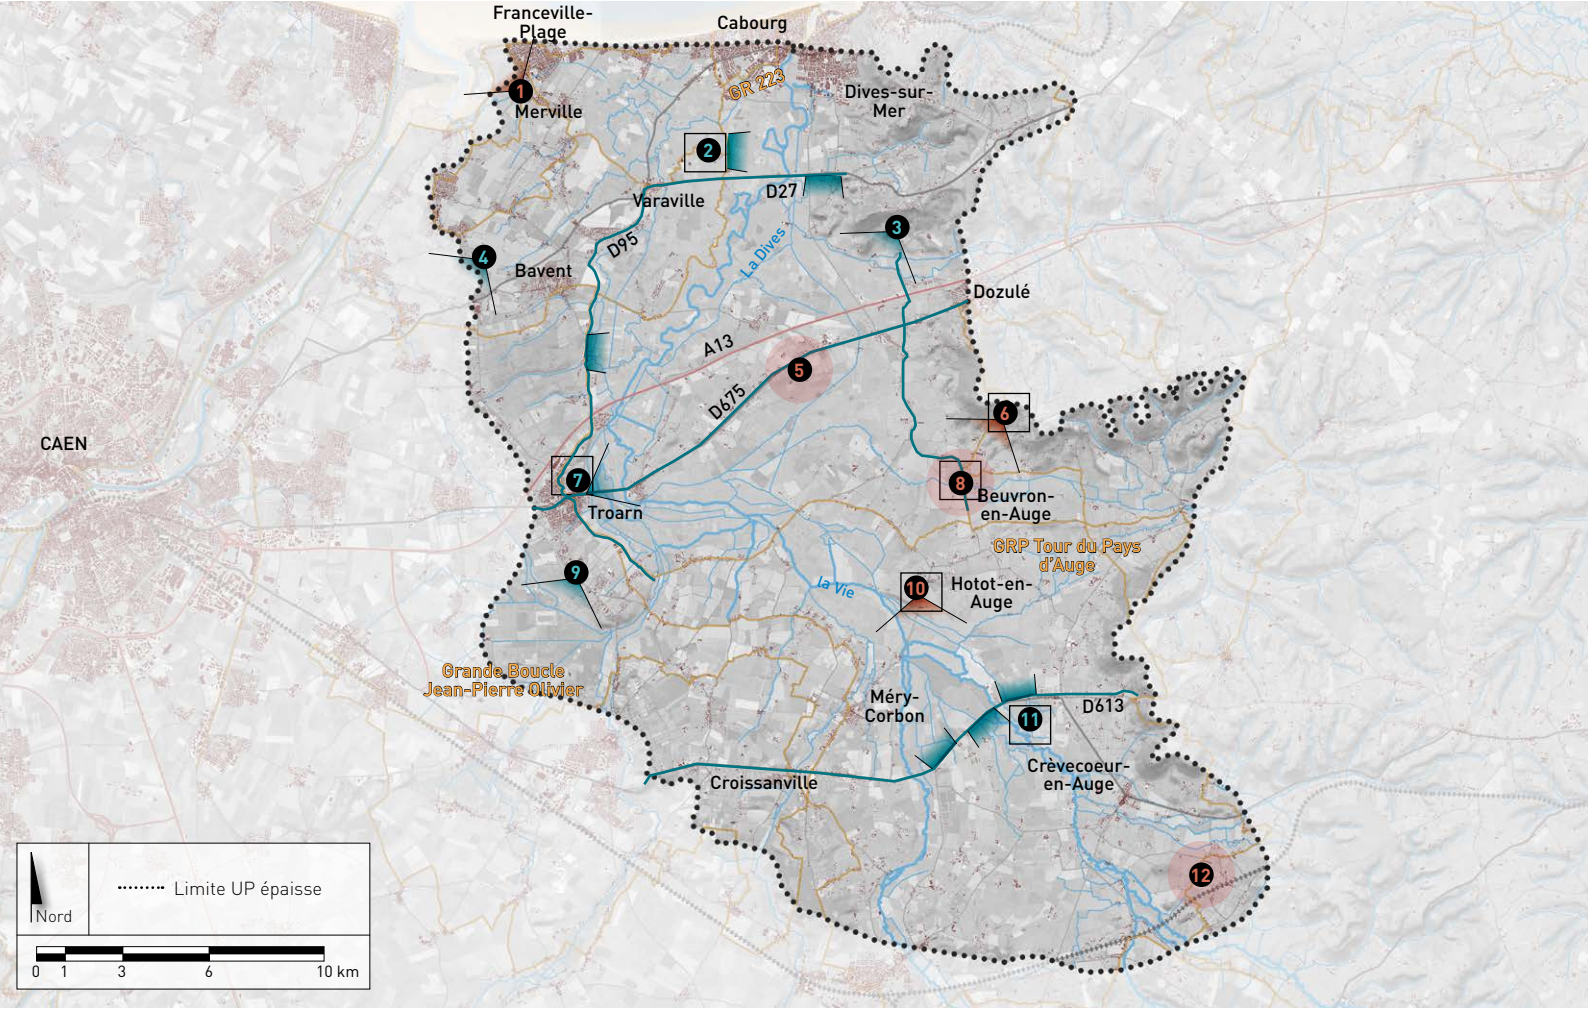 Franceville-
Plage
Cabourg
GR 223
1
Merville
Dives-sur-
Mer
2
D27
Varaville
3
D95
La Dives
4
Bavent
Dozulé
A13
5
D675
6
CAEN
7
Troarn
8
Beuvron-
en-Auge
GRP Tour du Pays
d’Auge
9
la Vie
10
Hotot-en-
Auge
Grande Boucle
Jean-Pierre Olivier
Méry-
Corbon
D613
11
Crèvecoeur-
en-Auge
Croissanville
12
Nord
Limite UP épaisse
0 1 3 6 10 km